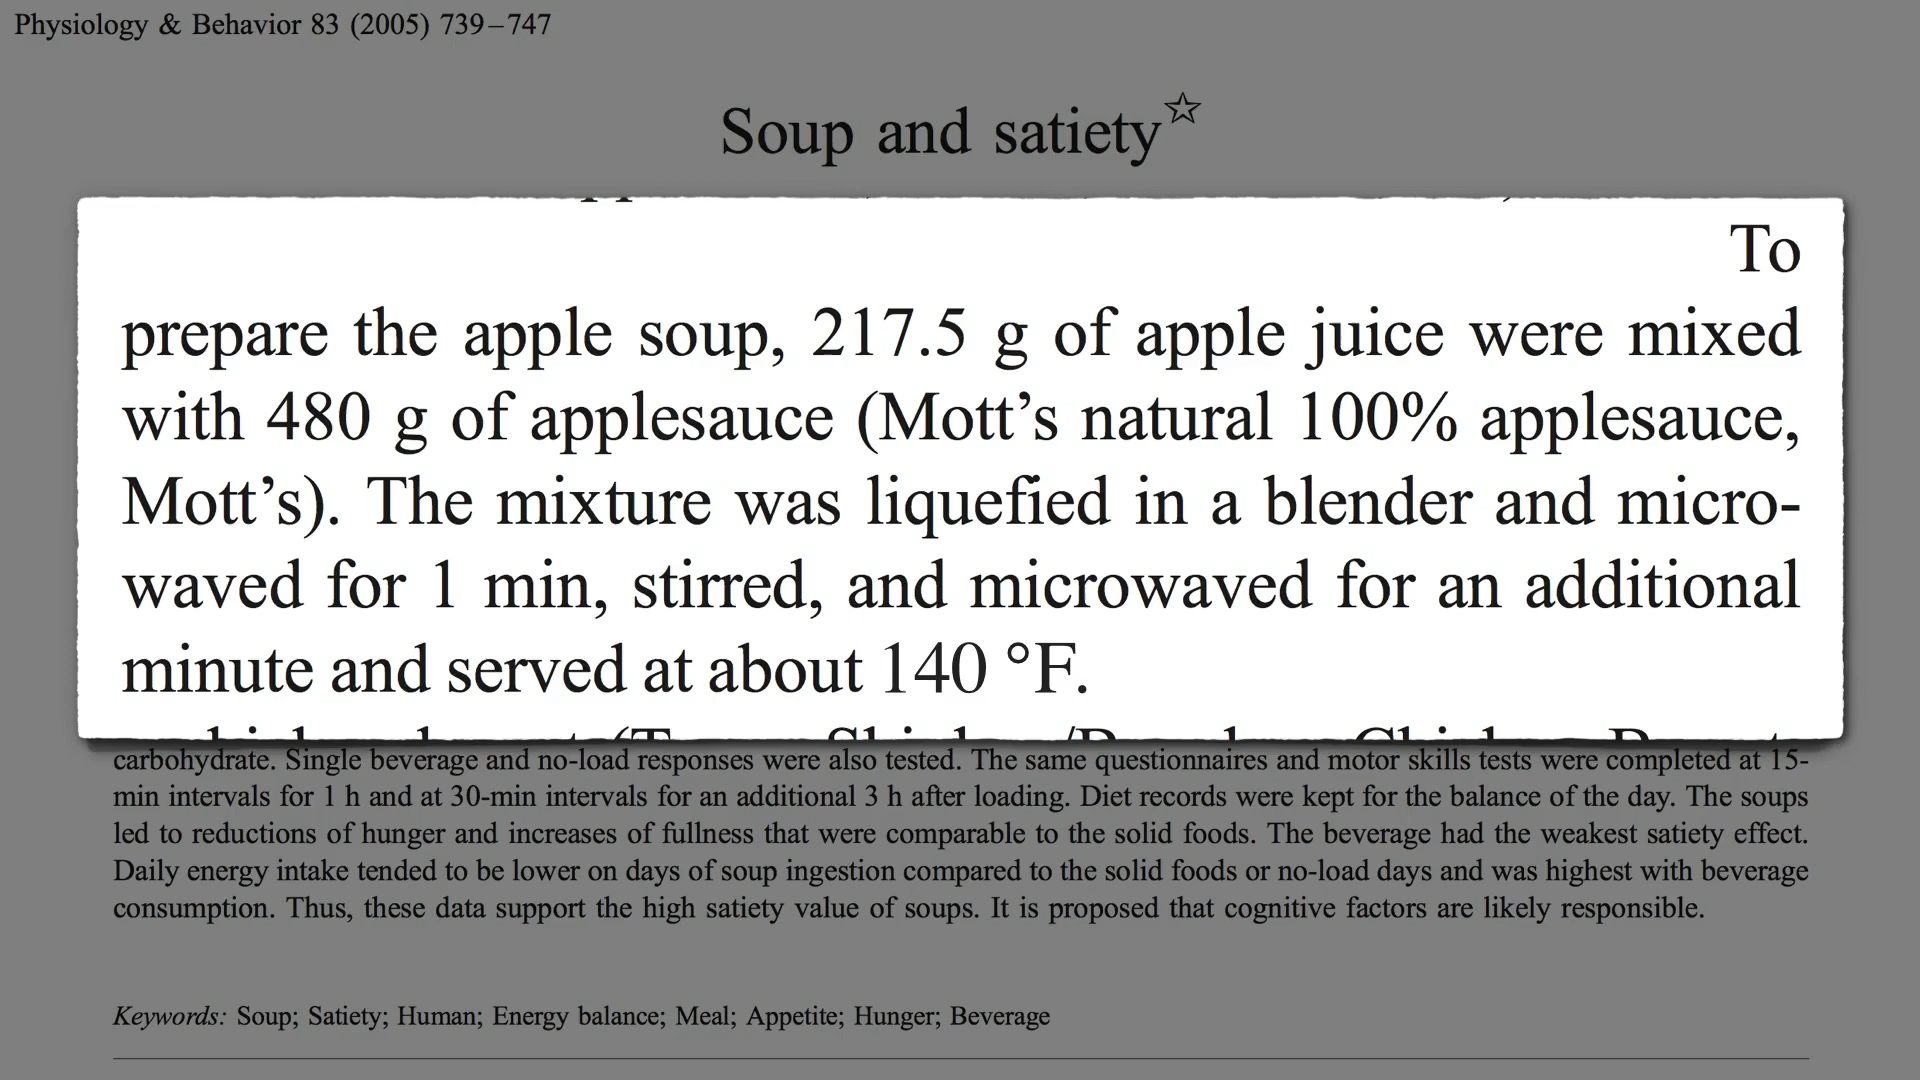 Physiology & Behavior 83 (2005) 739–747
Soup and satiety☆
To
prepare the apple soup, 217.5 g of apple juice were mixed
with 480 g of applesauce (Mott’s natural 100% applesauce,
Mott’s). The mixture was liquefied in a blender and micro-
waved for 1 min, stirred, and microwaved for an additional
minute and served at about 140 °F.
carbohydrate. Single beverage and no-load responses were also tested. The same questionnaires and motor skills tests were completed at 15-
min intervals for 1 h and at 30-min intervals for an additional 3 h after loading. Diet records were kept for the balance of the day. The soups
led to reductions of hunger and increases of fullness that were comparable to the solid foods. The beverage had the weakest satiety effect.
Daily energy intake tended to be lower on days of soup ingestion compared to the solid foods or no-load days and was highest with beverage
consumption. Thus, these data support the high satiety value of soups. It is proposed that cognitive factors are likely responsible.
Keywords: Soup; Satiety; Human; Energy balance; Meal; Appetite; Hunger; Beverage